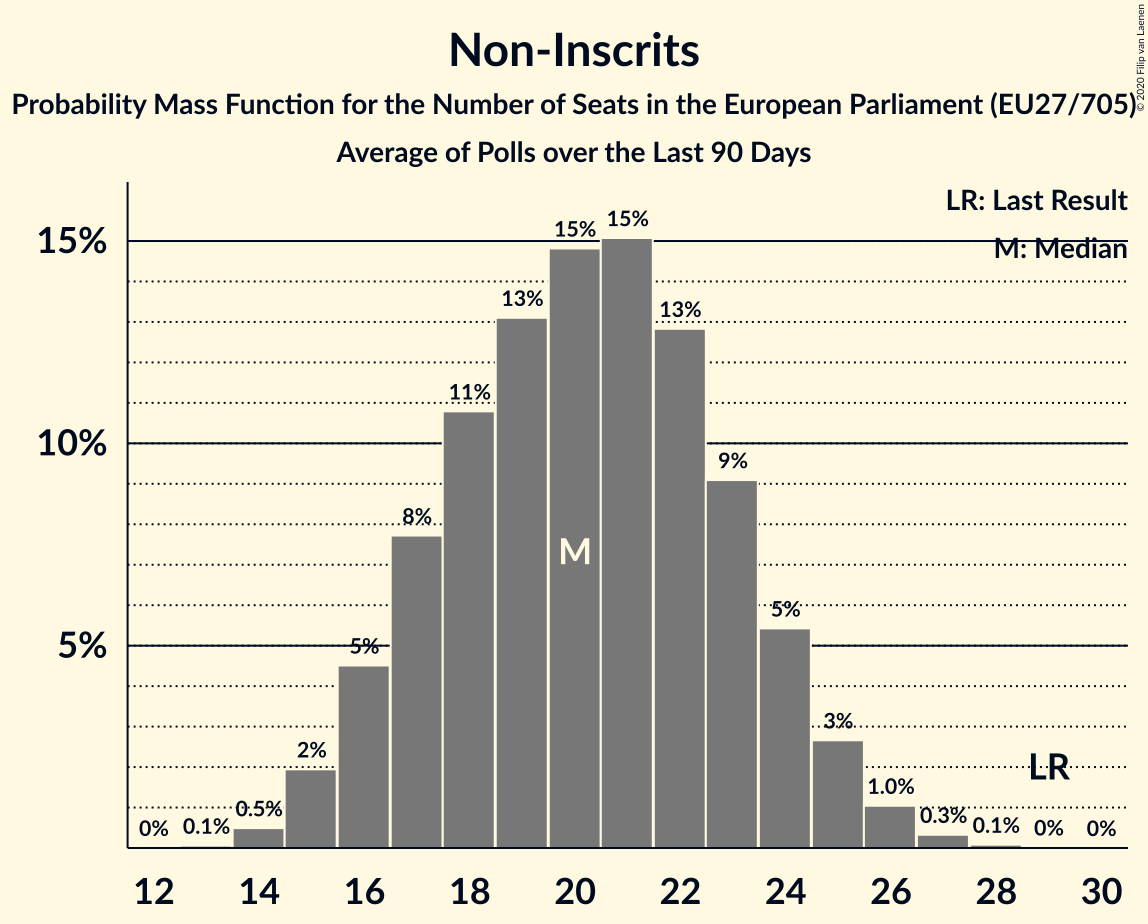 Non-Inscrits
Probability Mass Function for the Number of Seats in the European Parliament (EU27/705)
Average of Polls over the Last 90 Days
© 2020 Filip van Laenen
LR: Last Result
M: Median
15%
10%
5%
0%
0.1%
0.5%
2%
5%
8%
11%
13%
15%
15%
13%
9%
5%
3%
1.0%
0.3%
0.1%
0%
0%
M
LR
12 14 16 18 20 22 24 26 28 30